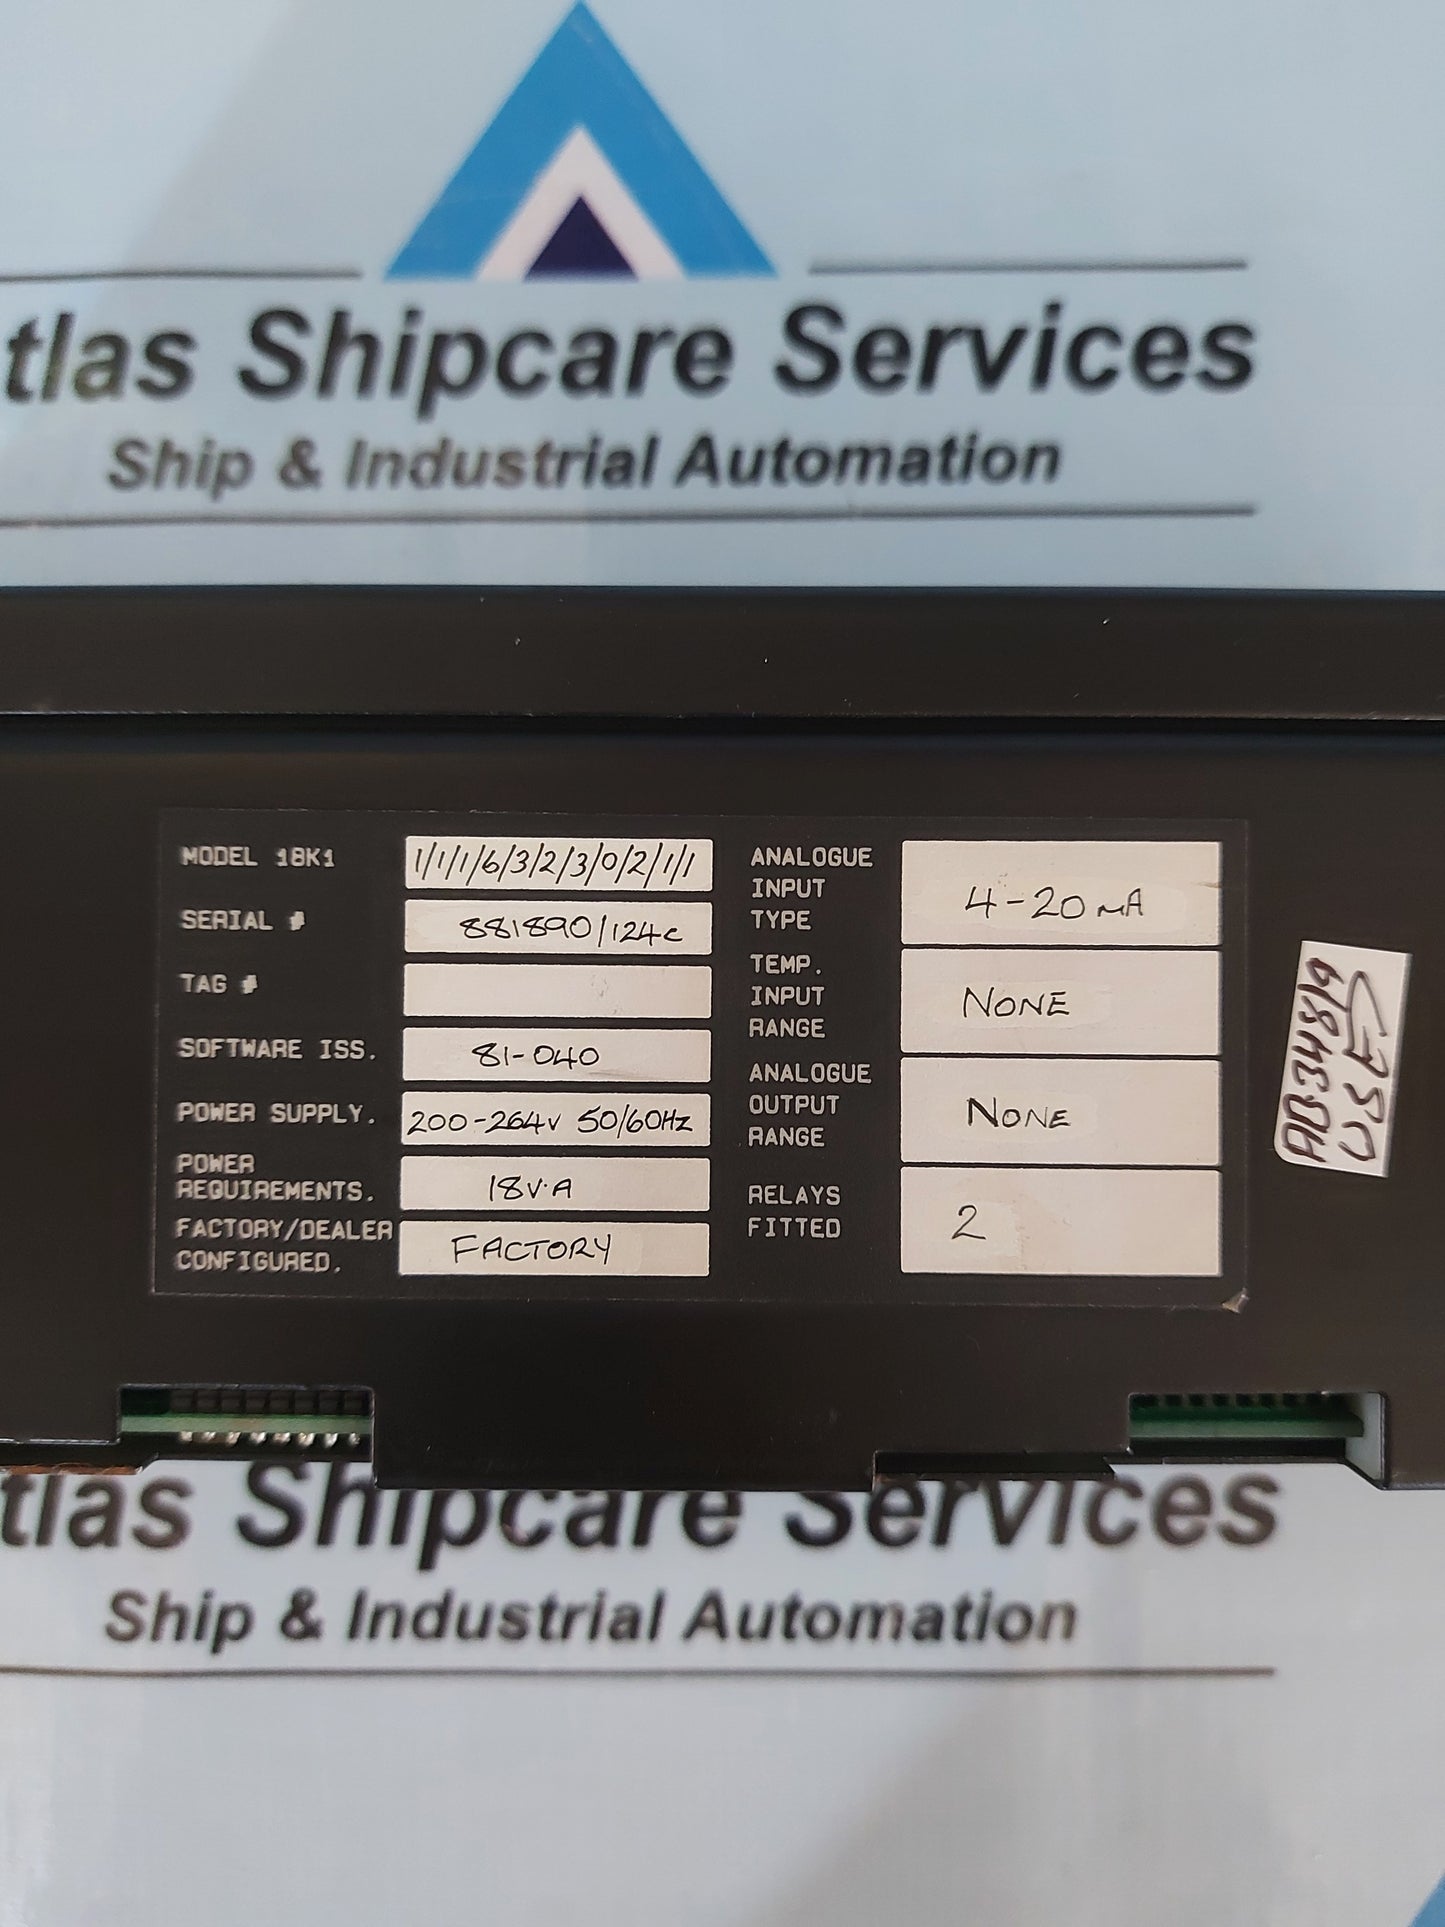 tlas Shipcare Services
Ship & Industrial Automation
MODEL 18K1 1/1/1/6/3/2/3/0/2/1/1
SERIAL # 881890/124c
TAG #
SOFTWARE ISS. 81-040
POWER SUPPLY. 200-264V 50/60HZ
POWER
REQUIREMENTS. 18V.A
FACTORY/DEALER
CONFIGURED. FACTORY
ANALOGUE
INPUT
TYPE
4-20mA
TEMP.
INPUT
RANGE
NONE
ANALOGUE
OUTPUT
RANGE
NONE
RELAYS
FITTED
2
AB348/9
USED
tlas Shipcare Services
Ship & Industrial Automation